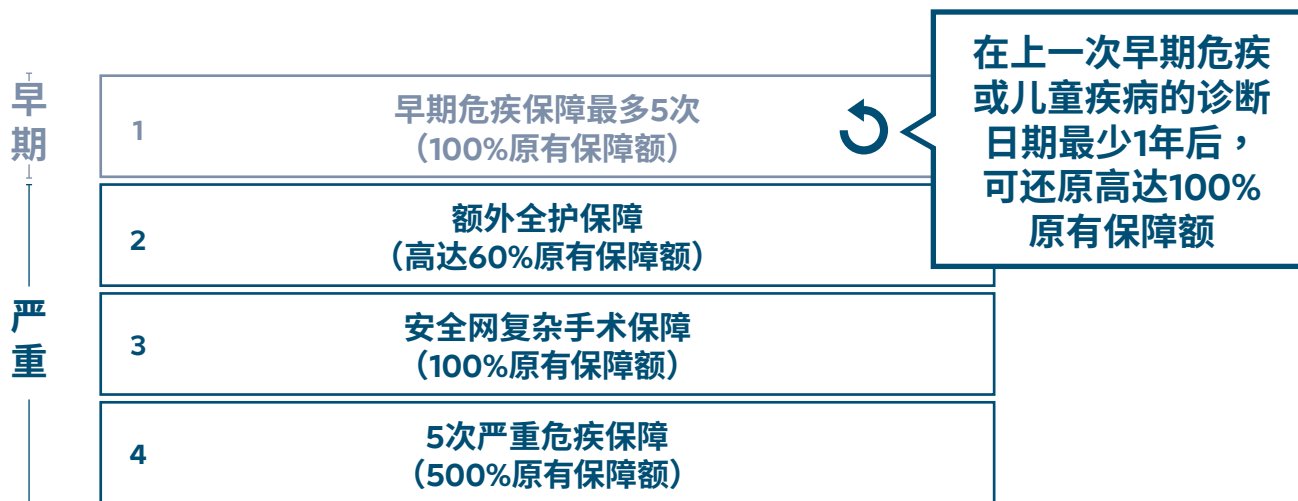 早
期
1
早期危疾保障最多5次
（100%原有保障额）
在上一次早期危疾
或儿童疾病的诊断
日期最少1年后，
可还原高达100%
原有保障额
严
重
2
额外全护保障
（高达60%原有保障额）
3
安全网复杂手术保障
（100%原有保障额）
4
5次严重危疾保障
（500%原有保障额）